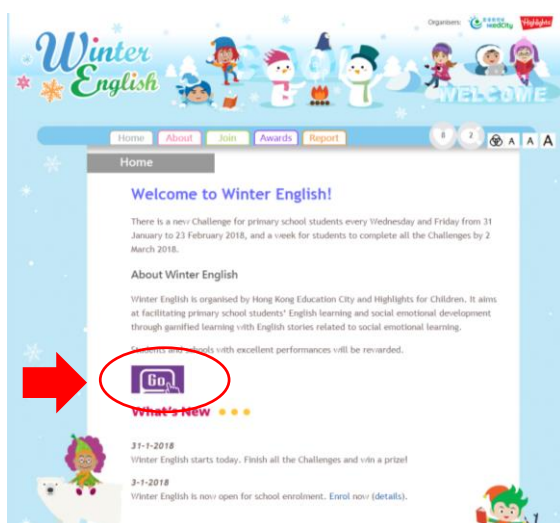 Organisers:
HKEdCity
Highlights
Winter
English
COOL
WELCOME
Home About Join Awards Report
8 2 A A A
Home
Welcome to Winter English!
There is a new Challenge for primary school students every Wednesday and Friday from 31
January to 23 February 2018, and a week for students to complete all the Challenges by 2
March 2018.
About Winter English
Winter English is organised by Hong Kong Education City and Highlights for Children. It aims
at facilitating primary school students' English learning and social emotional development
through gamified learning with English stories related to social emotional learning.
Students and schools with excellent performances will be rewarded.
Go
What's New
31-1-2018
Winter English starts today. Finish all the Challenges and win a prize!
3-1-2018
Winter English is now open for school enrolment. Enrol now (details).